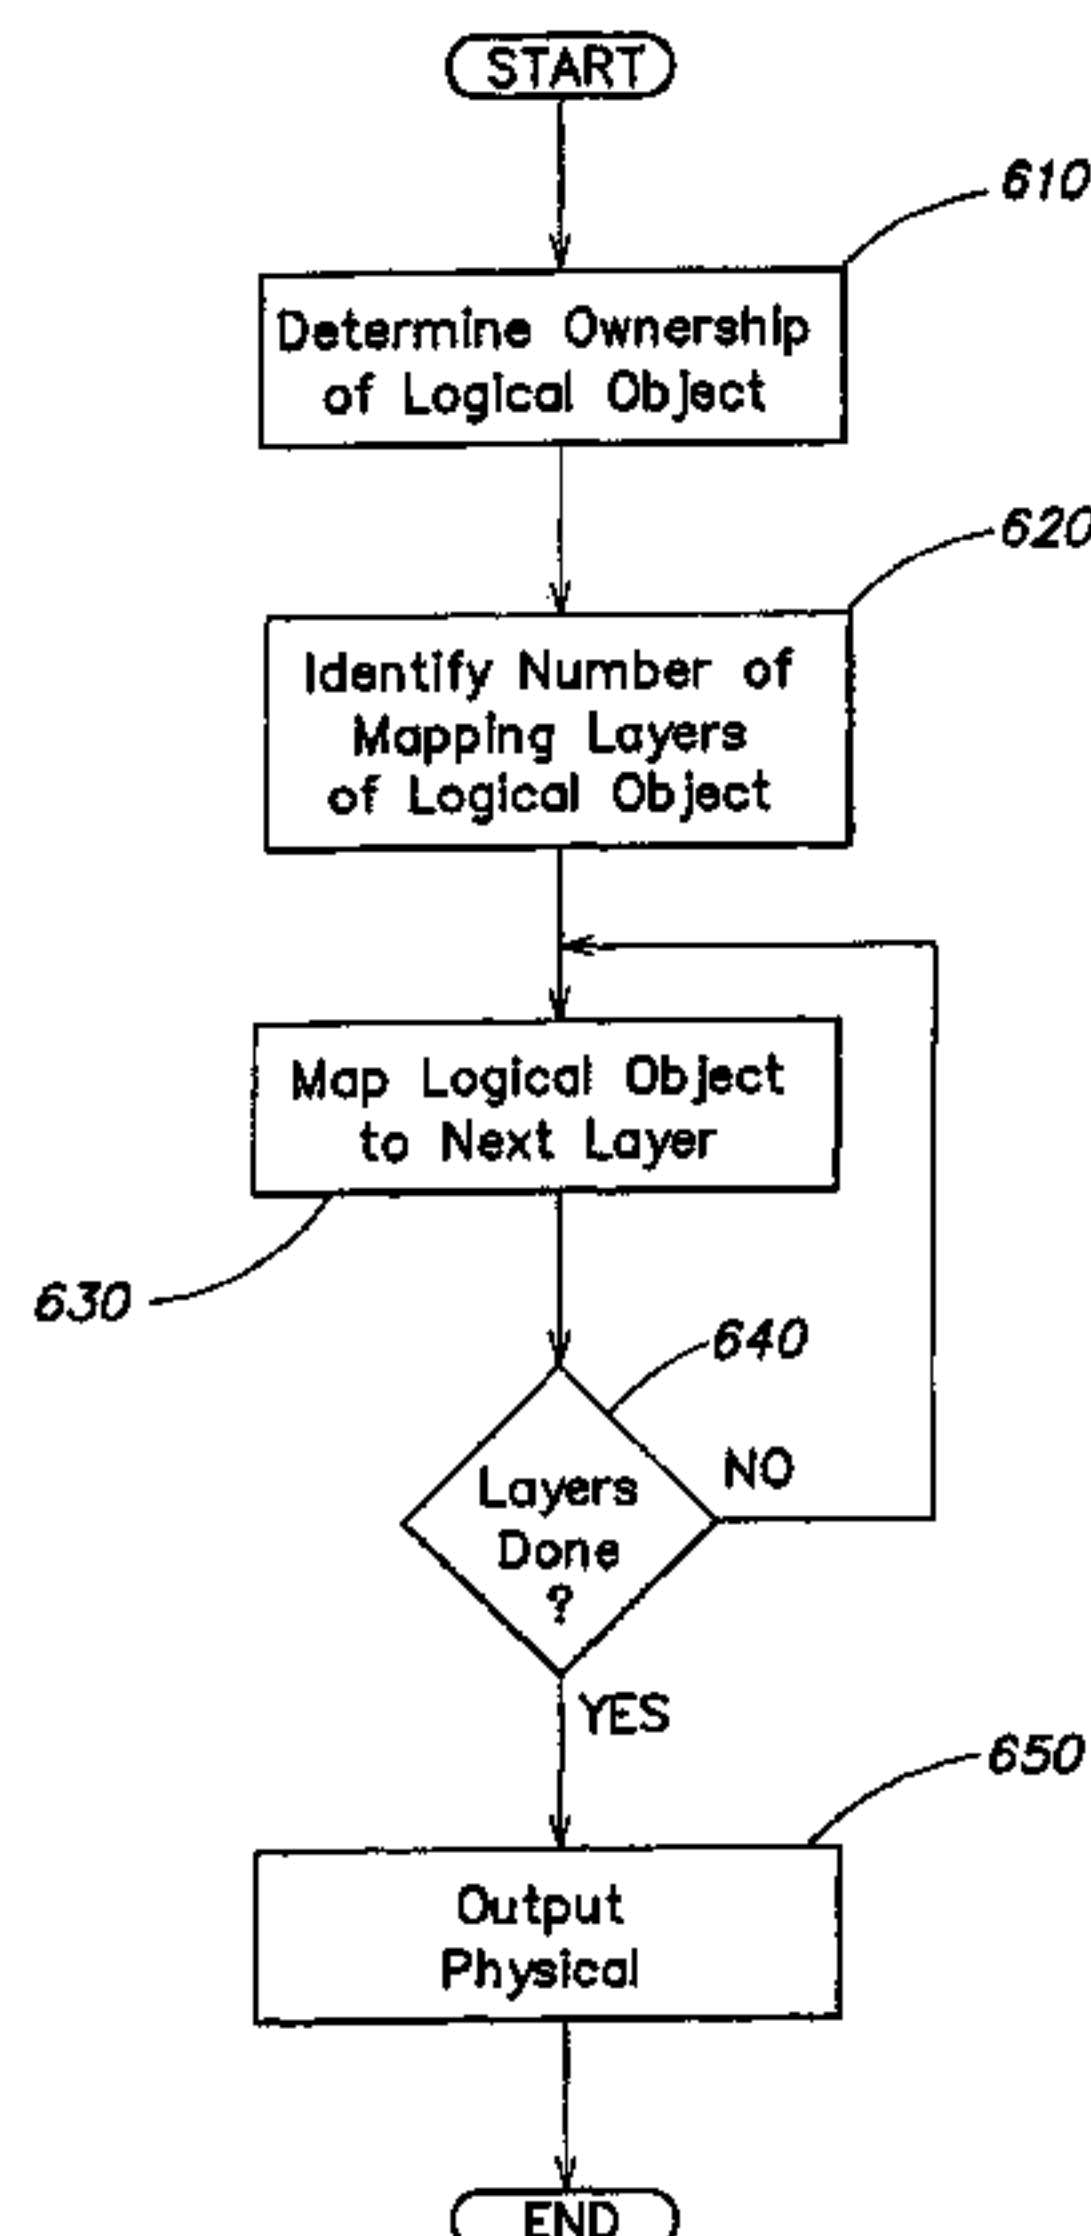 START
610
Determine Ownership
of Logical Object
620
Identify Number of
Mapping Layers
of Logical Object
Map Logical Object
to Next Layer
630
640
Layers
Done
?
NO
YES
650
Output
Physical
END